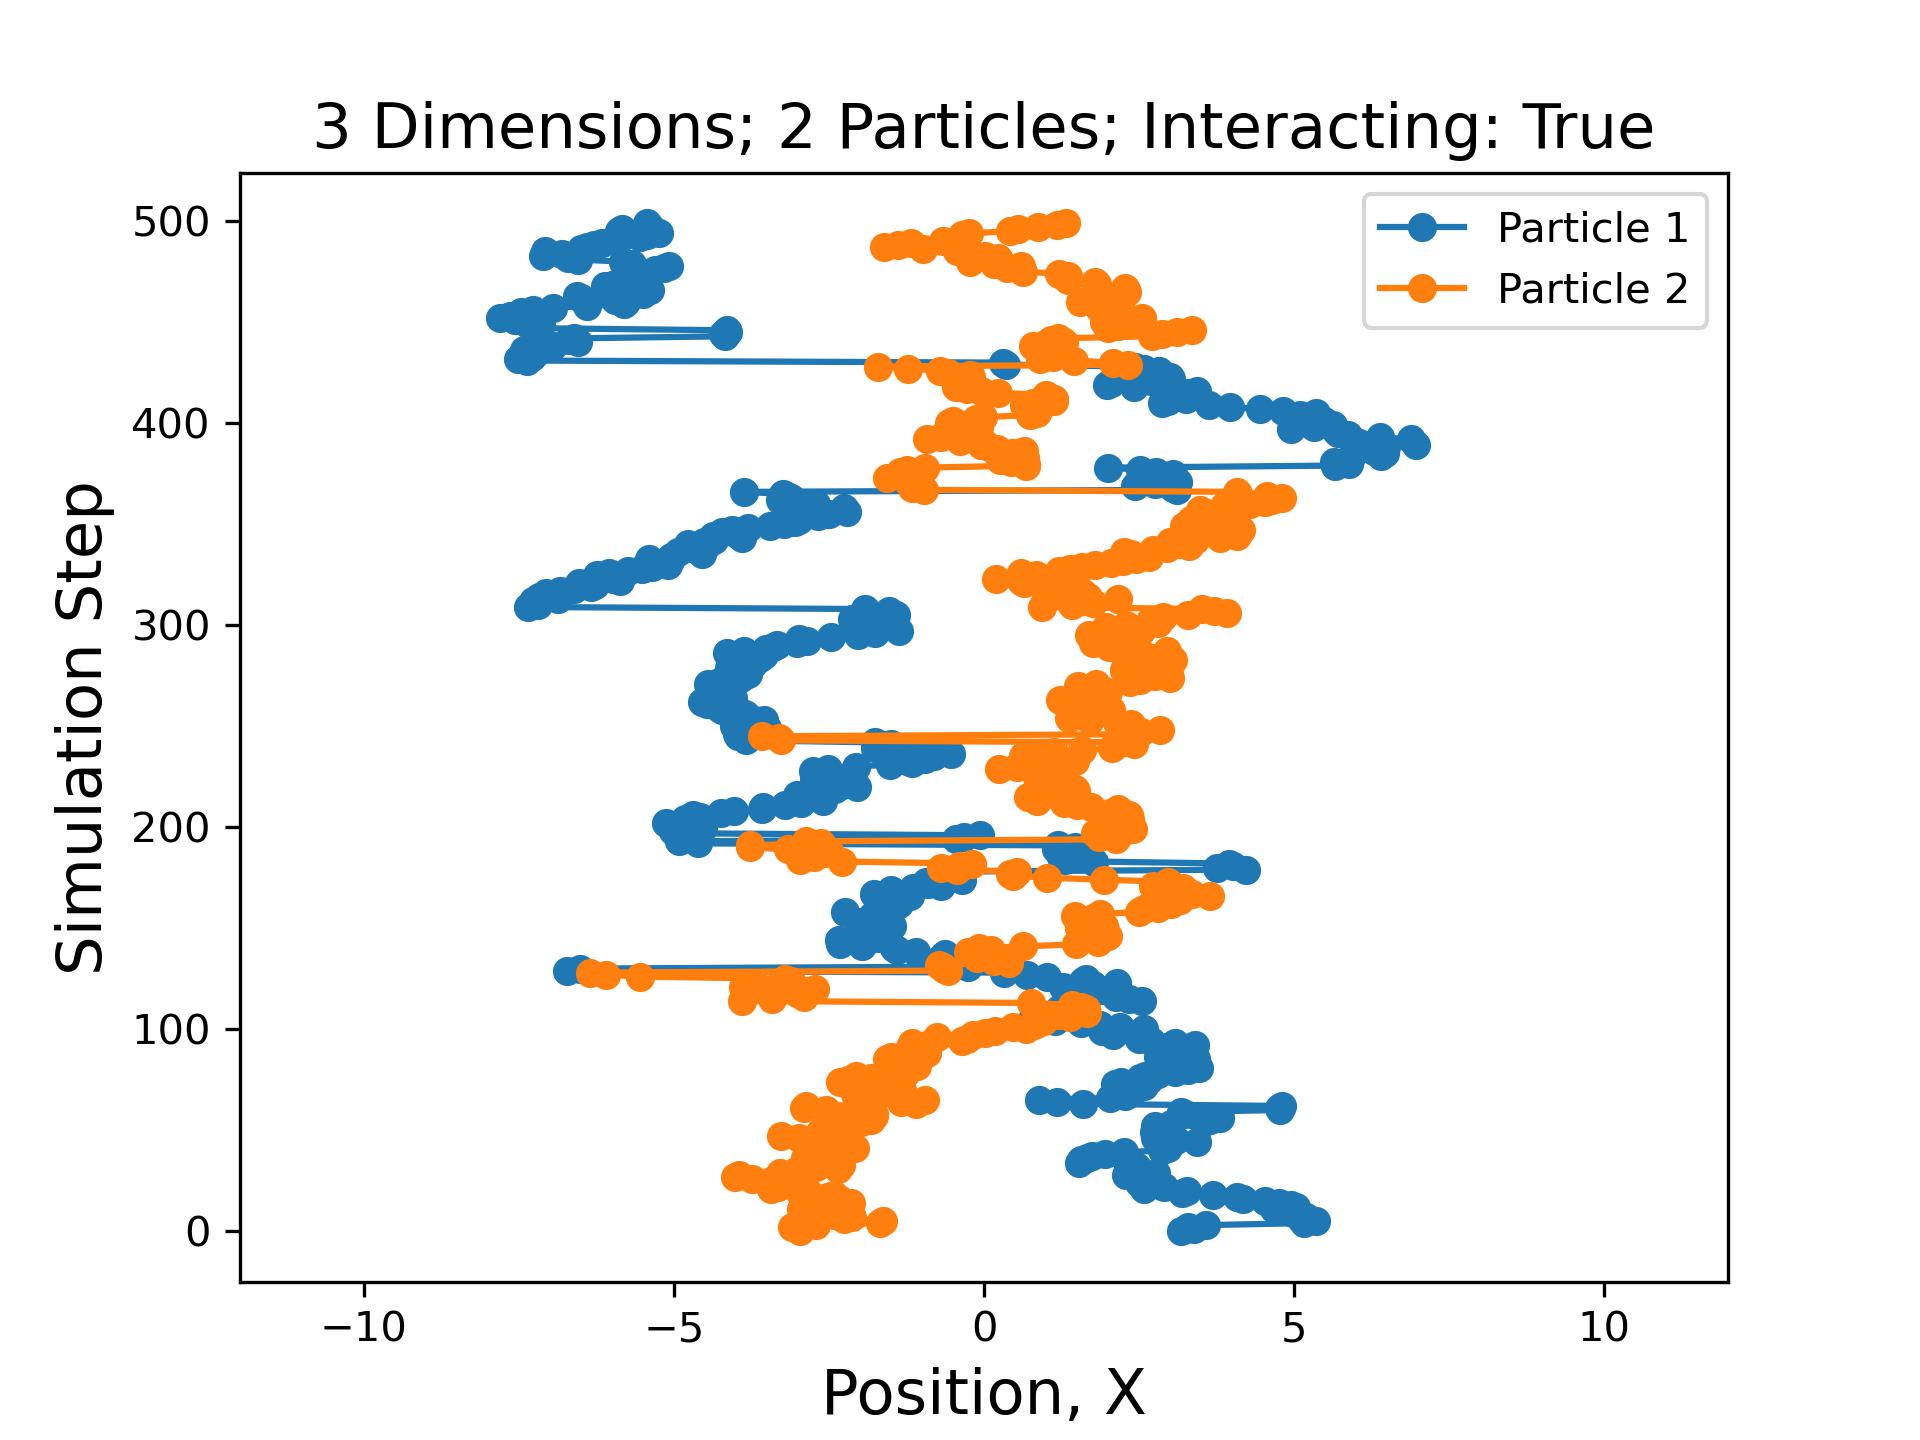 3 Dimensions; 2 Particles; Interacting: True
Particle 1
Particle 2
Simulation Step
500
400
300
200
100
0
−10
−5
0
5
10
Position, X